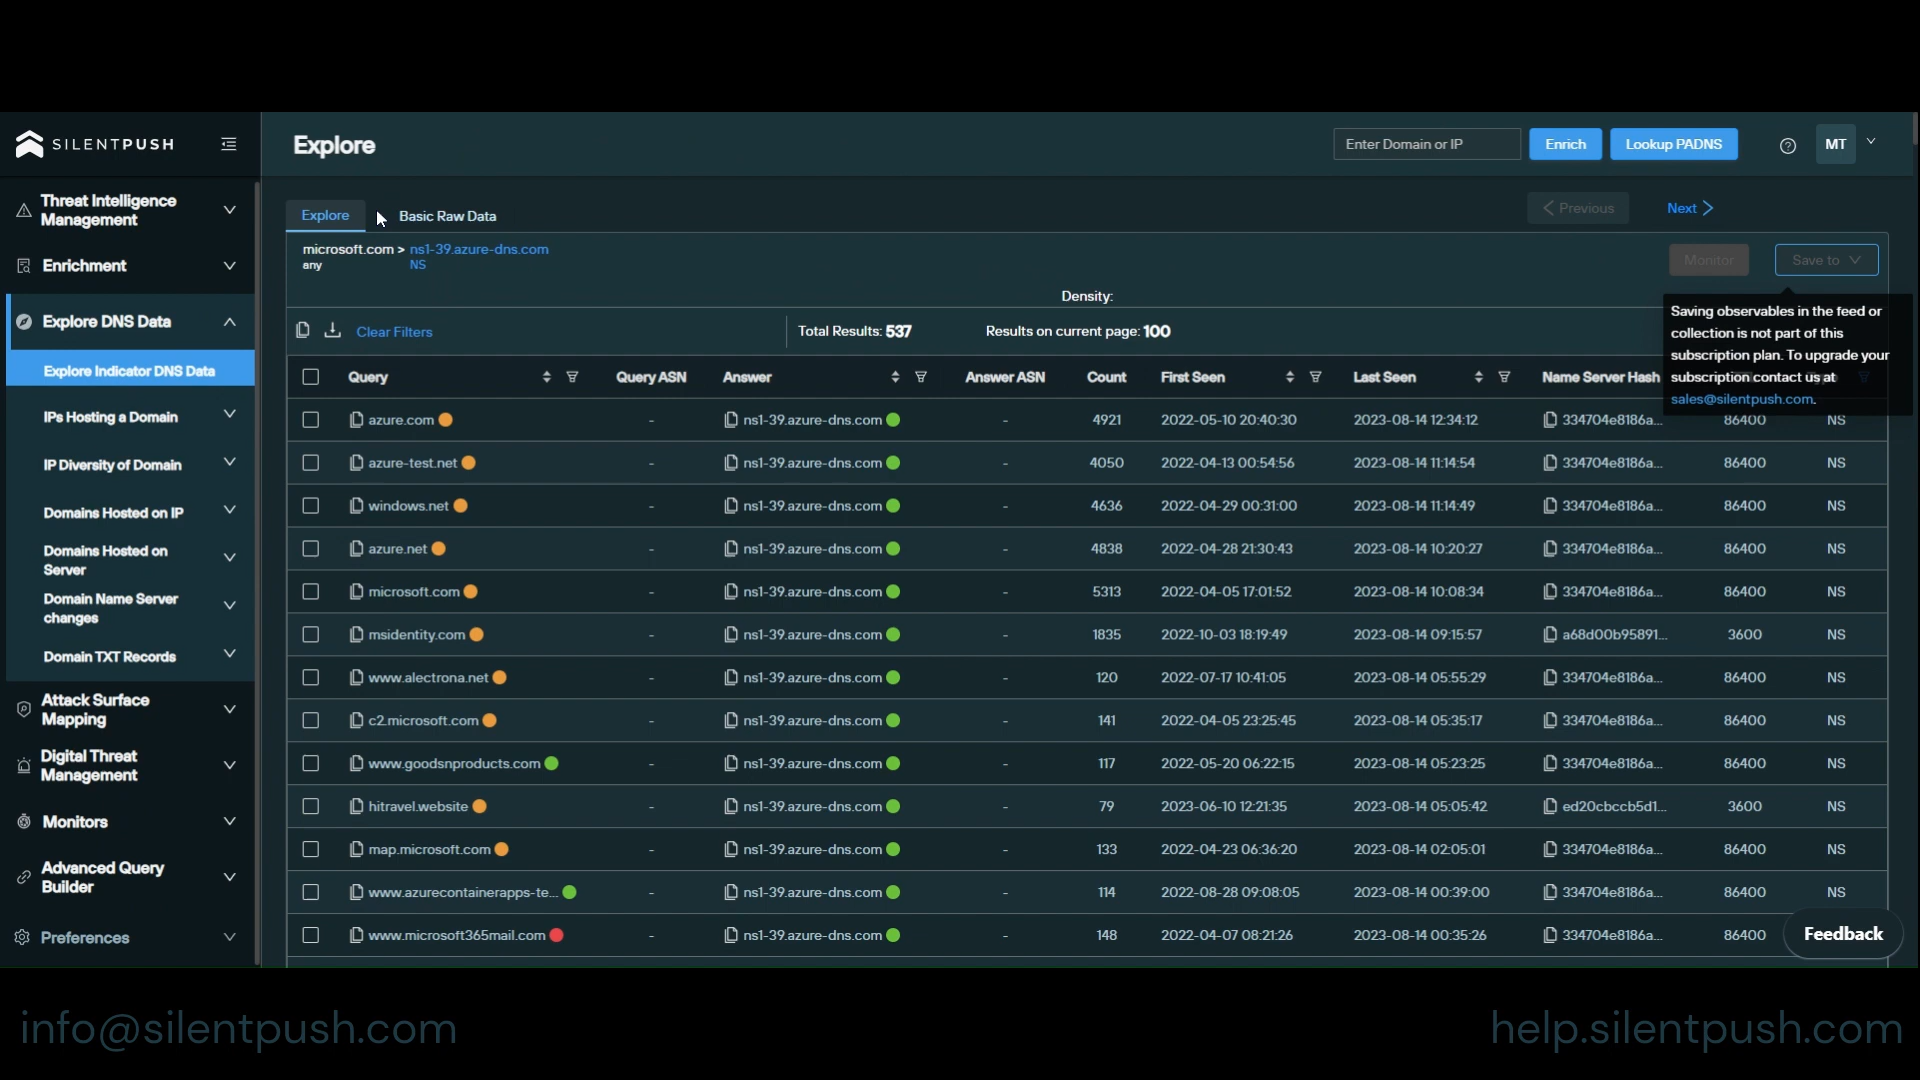 SILENTPUSH
Explore
Enter Domain or IP
Enrich
Lookup PADNS
MT
Threat Intelligence
Management
Enrichment
Explore DNS Data
Explore Indicator DNS Data
IPs Hosting a Domain
IP Diversity of Domain
Domains Hosted on IP
Domains Hosted on
Server
Domain Name Server
changes
Domain TXT Records
Attack Surface
Mapping
Digital Threat
Management
Monitors
Advanced Query
Builder
Preferences
Explore
Basic Raw Data
Previous
Next
microsoft.com > ns1-39.azure-dns.com
any NS
Monitor
Save to
Density:
Saving observables in the feed or
collection is not part of this
subscription plan. To upgrade your
subscription contact us at
sales@silentpush.com.
Clear Filters
Total Results: 537
Results on current page: 100
Query Query ASN Answer Answer ASN Count First Seen Last Seen Name Server Hash
azure.com - ns1-39.azure-dns.com - 4921 2022-05-10 20:40:30 2023-08-14 12:34:12 334704e8186a... 86400 NS
azure-test.net - ns1-39.azure-dns.com - 4050 2022-04-13 00:54:56 2023-08-14 11:14:54 334704e8186a... 86400 NS
windows.net - ns1-39.azure-dns.com - 4636 2022-04-29 00:31:00 2023-08-14 11:14:49 334704e8186a... 86400 NS
azure.net - ns1-39.azure-dns.com - 4838 2022-04-28 21:30:43 2023-08-14 10:20:27 334704e8186a... 86400 NS
microsoft.com - ns1-39.azure-dns.com - 5313 2022-04-05 17:01:52 2023-08-14 10:08:34 334704e8186a... 86400 NS
msidentity.com - ns1-39.azure-dns.com - 1835 2022-10-03 18:19:49 2023-08-14 09:15:57 a68d00b95891... 3600 NS
www.alectrona.net - ns1-39.azure-dns.com - 120 2022-07-17 10:41:05 2023-08-14 05:55:29 334704e8186a... 86400 NS
c2.microsoft.com - ns1-39.azure-dns.com - 141 2022-04-05 23:25:45 2023-08-14 05:35:17 334704e8186a... 86400 NS
www.goodsnproducts.com - ns1-39.azure-dns.com - 117 2022-05-20 06:22:15 2023-08-14 05:23:25 334704e8186a... 86400 NS
hitravel.website - ns1-39.azure-dns.com - 79 2023-06-10 12:21:35 2023-08-14 05:05:42 ed20cbccb5d1... 3600 NS
map.microsoft.com - ns1-39.azure-dns.com - 133 2022-04-23 06:36:20 2023-08-14 02:05:01 334704e8186a... 86400 NS
www.azurecontainerapps-te... - ns1-39.azure-dns.com - 114 2022-08-28 09:08:05 2023-08-14 00:39:00 334704e8186a... 86400 NS
www.microsoft365mail.com - ns1-39.azure-dns.com - 148 2022-04-07 08:21:26 2023-08-14 00:35:26 334704e8186a... 86400
Feedback
info@silentpush.com
help.silentpush.com